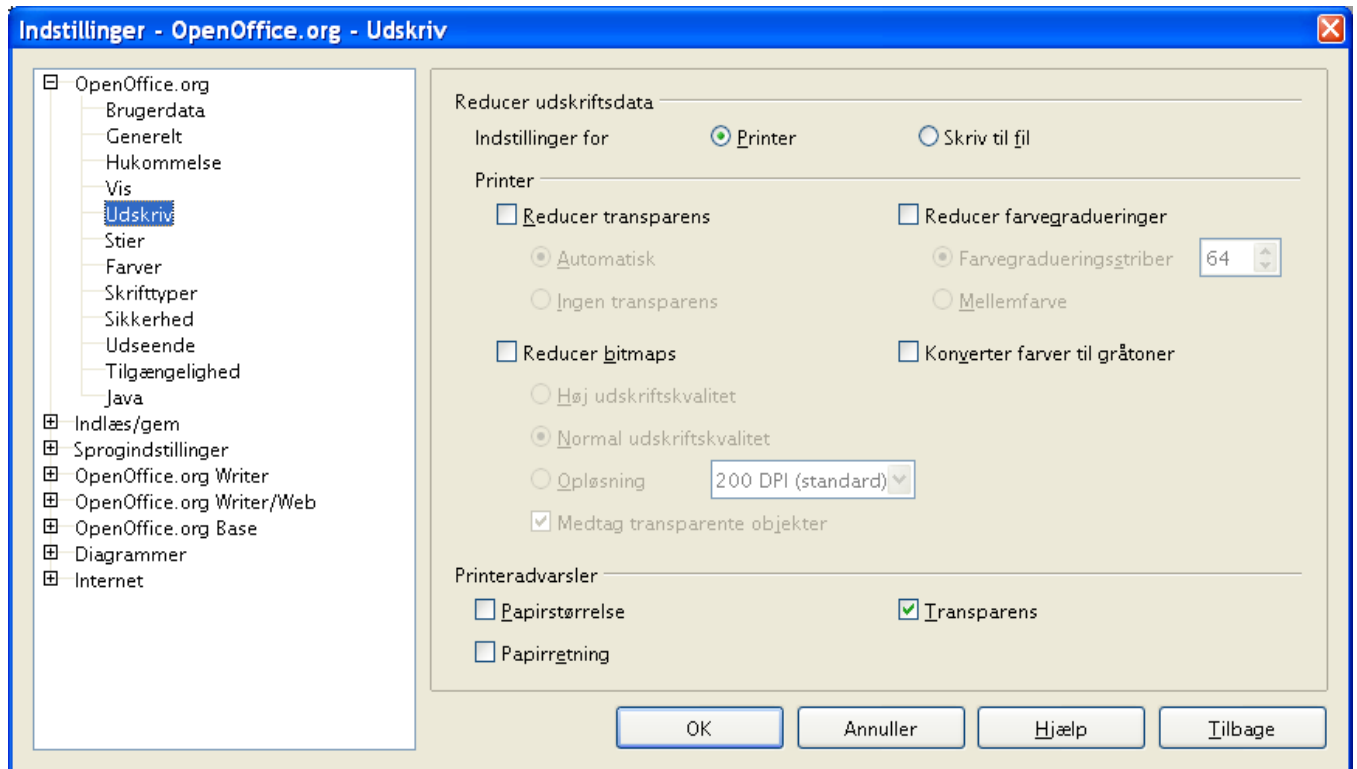 Indstillinger - OpenOffice.org - Udskriv
OpenOffice.org
Brugerdata
Generelt
Hukommelse
Vis
Udskriv
Stier
Farver
Skrifttyper
Sikkerhed
Udseende
Tilgængelighed
Java
Indlæs/gem
Sprogindstillinger
OpenOffice.org Writer
OpenOffice.org Writer/Web
OpenOffice.org Base
Diagrammer
Internet
Reducer udskriftsdata
Indstillinger for Printer Skriv til fil
Printer
Reducer transparens Reducer farvegradueringer
Automatisk Farvegradueringsstriber 64
Ingen transparens Mellemfarve
Reducer bitmaps Konverter farver til gråtoner
Høj udskriftskvalitet
Normal udskriftskvalitet
Opløsning 200 DPI (standard)
Medtag transparente objekter
Printeradvarsler
Papirstørrelse Transparens
Papirretning
OK Annuller Hjælp Tilbage